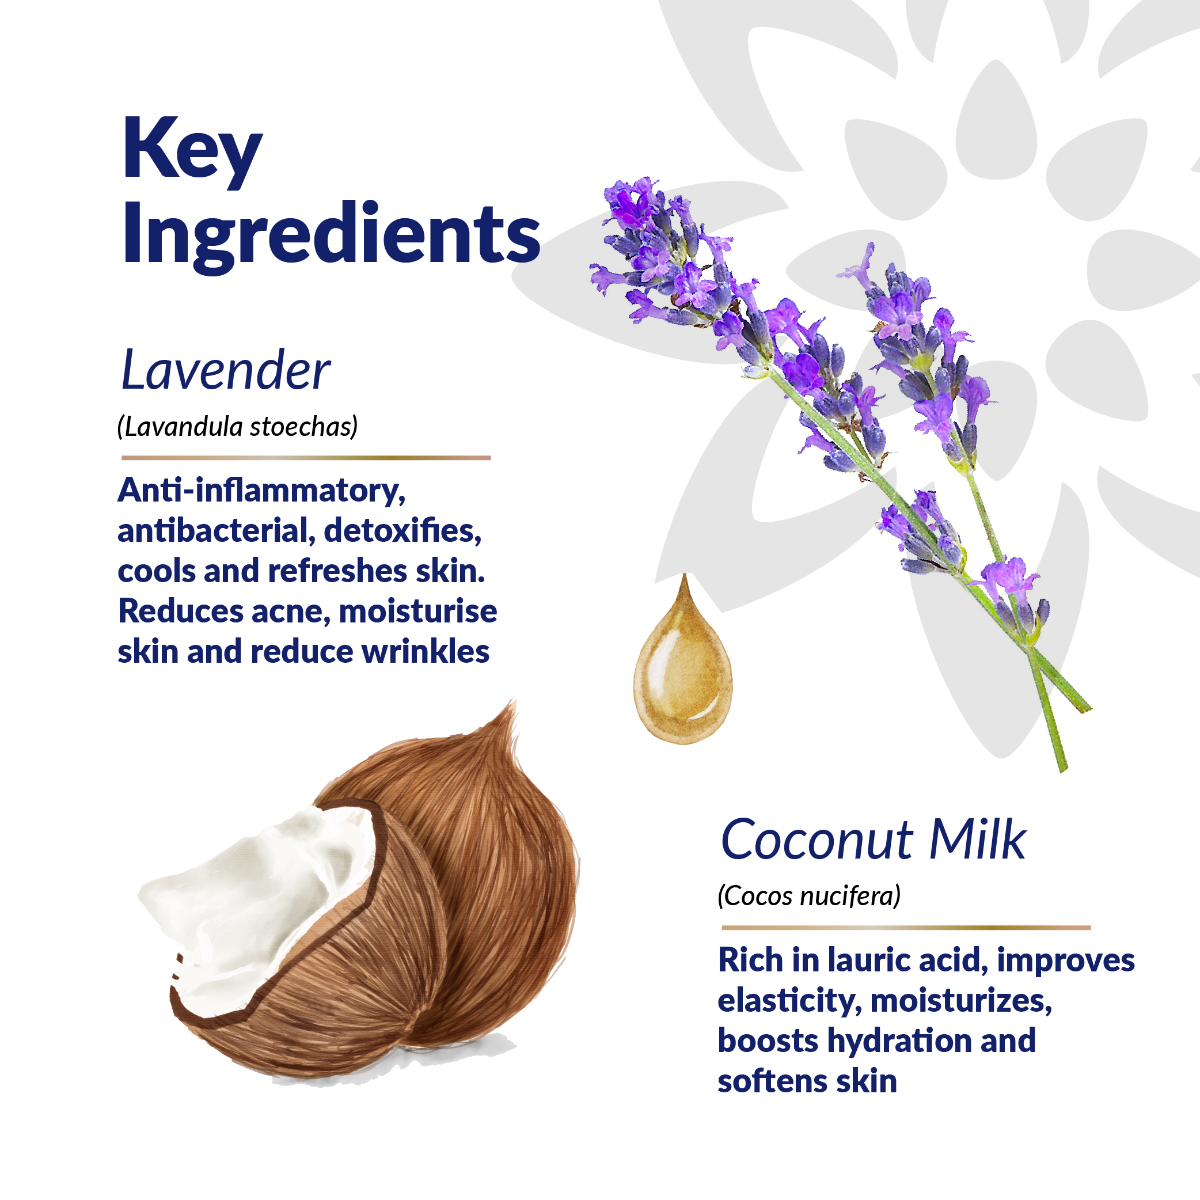 Key
Ingredients
Lavender
(Lavandula stoechas)
Anti-inflammatory,
antibacterial, detoxifies,
cools and refreshes skin.
Reduces acne, moisturise
skin and reduce wrinkles
Coconut Milk
(Cocos nucifera)
Rich in lauric acid, improves
elasticity, moisturizes,
boosts hydration and
softens skin